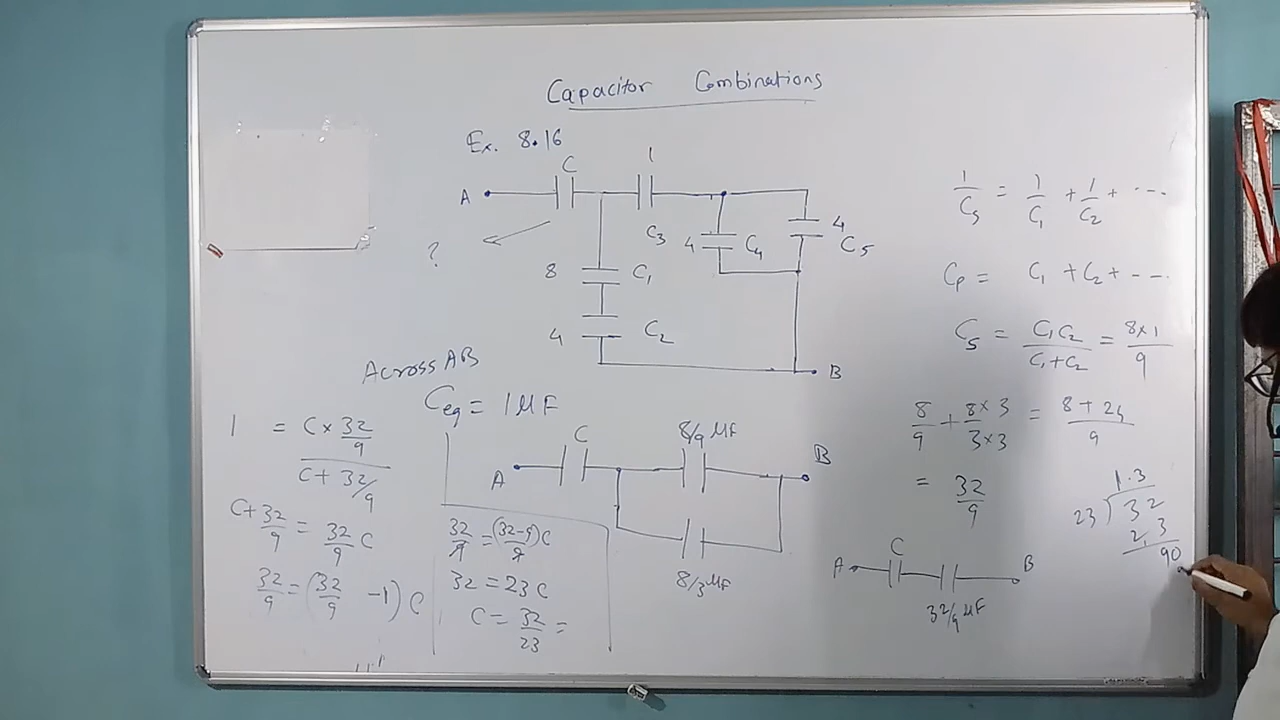 Capacitor Combinations
Ex. 8.16
A C 1
C3 4 C4 4 C5
?
8 C1
4 C2
B
Across AB
Ceq = 1 μF
1 = C × 32/9
C + 32/9
C + 32/9 = 32/9 C
32/9 = (32/9 - 1) C
32/9 = (32-9)C/9
32 = 23 C
C = 32/23 =
A C 8/9 μF B
8/3 μF
1/Cs = 1/C1 + 1/C2 + ---
Cp = C1 + C2 + ---
Cs = C1C2/C1+C2 = 8×1/9
8/9 + 8×3/3×3 = 8+24/9
= 32/9
A C B
32/9 μF
1.3
23) 32
23
90